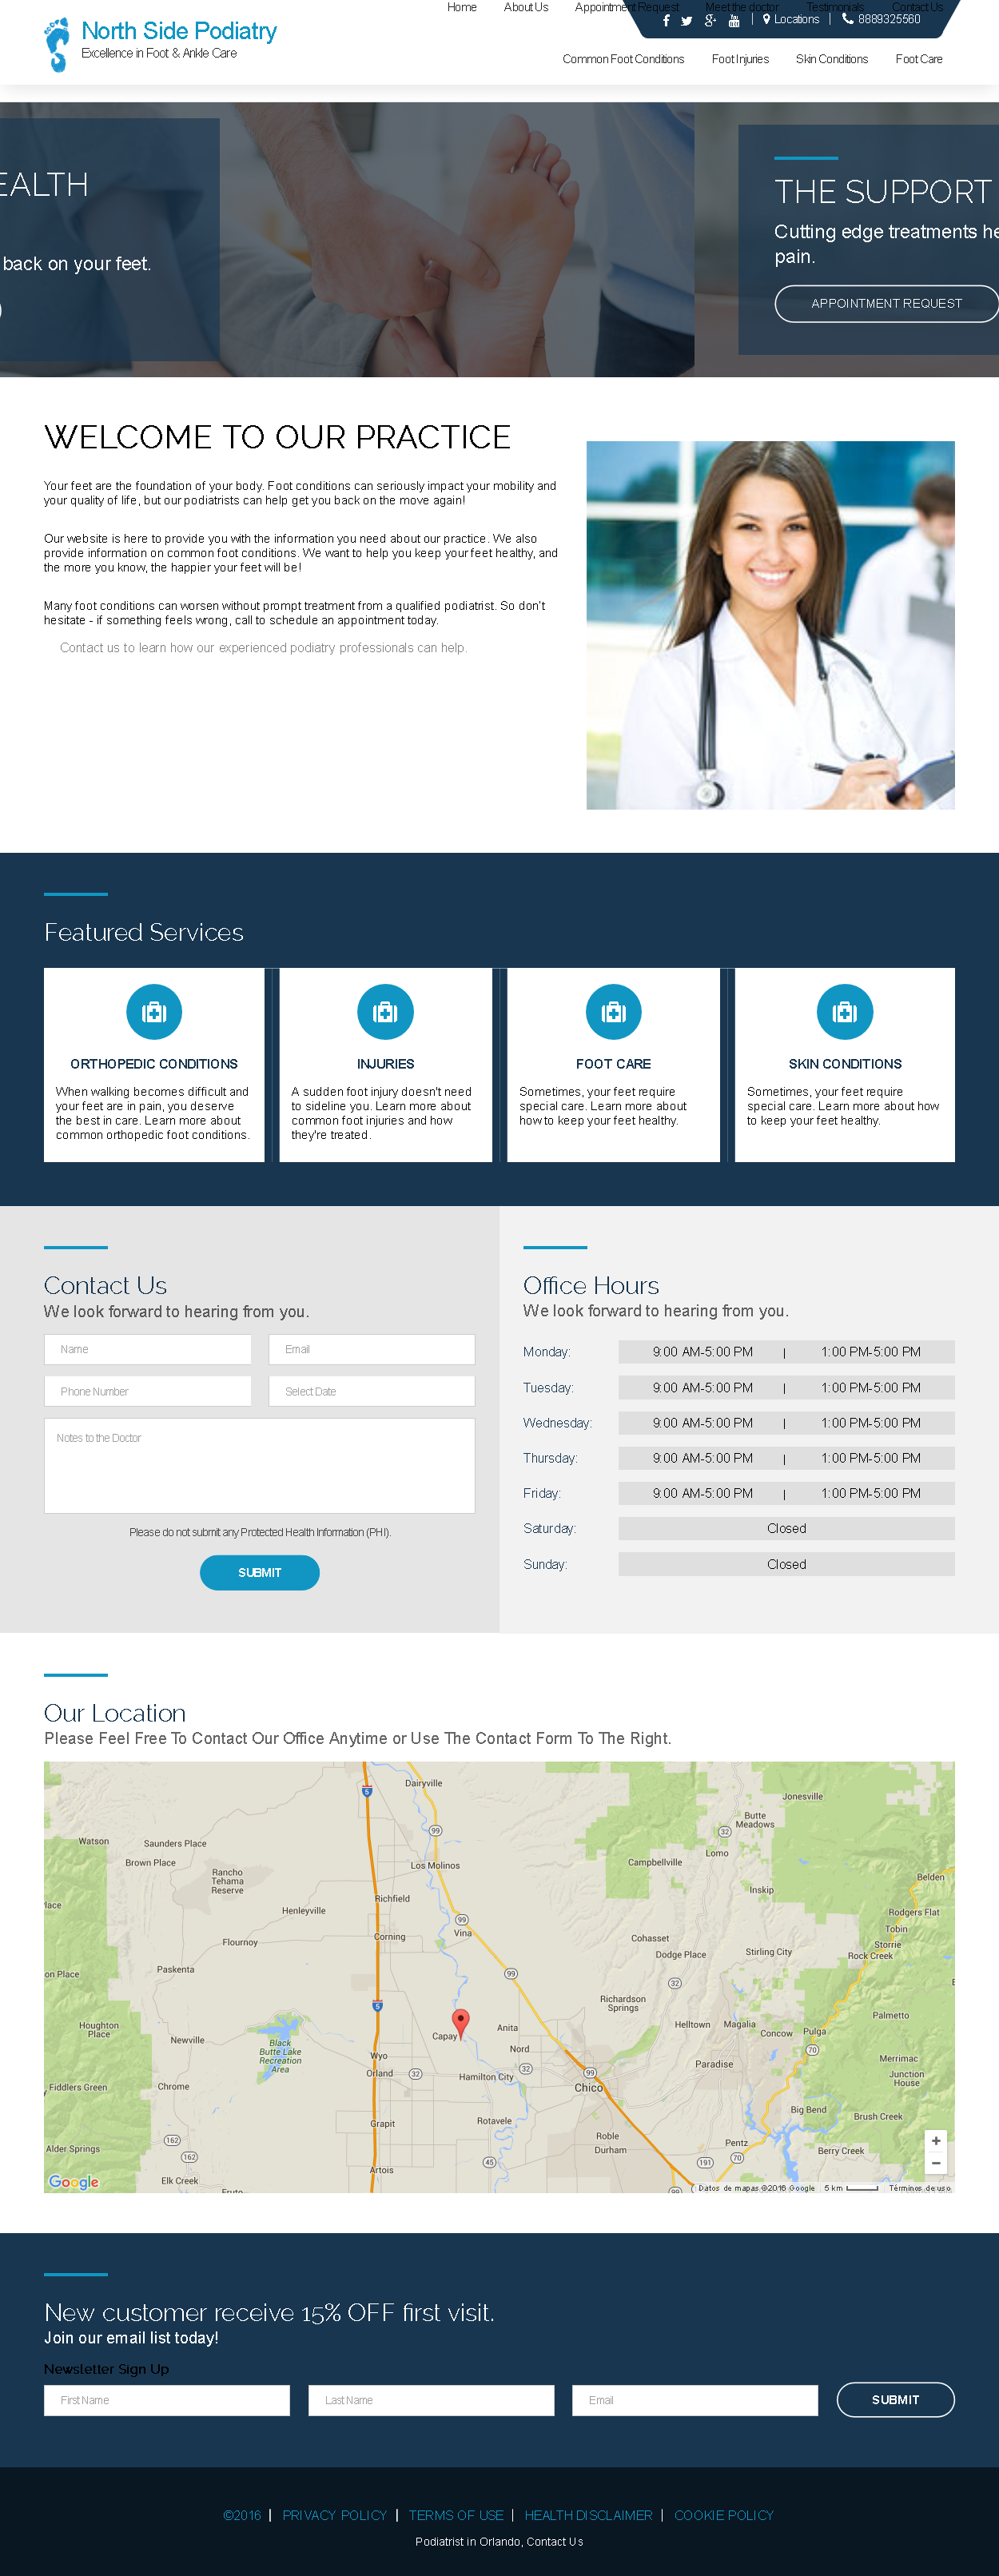 Home About Us Appointment Request Meet the doctor Testimonials Contact Us
Locations 8889325560
North Side Podiatry
Excellence in Foot & Ankle Care
Common Foot Conditions Foot Injuries Skin Conditions Foot Care
EALTH
back on your feet.
THE SUPPORT
Cutting edge treatments he
pain.
APPOINTMENT REQUEST
WELCOME TO OUR PRACTICE
Your feet are the foundation of your body. Foot conditions can seriously impact your mobility and
your quality of life, but our podiatrists can help get you back on the move again!
Our website is here to provide you with the information you need about our practice. We also
provide information on common foot conditions. We want to help you keep your feet healthy, and
the more you know, the happier your feet will be!
Many foot conditions can worsen without prompt treatment from a qualified podiatrist. So don't
hesitate - if something feels wrong, call to schedule an appointment today.
Contact us to learn how our experienced podiatry professionals can help.
Featured Services
ORTHOPEDIC CONDITIONS
When walking becomes difficult and
your feet are in pain, you deserve
the best in care. Learn more about
common orthopedic foot conditions.
INJURIES
A sudden foot injury doesn't need
to sideline you. Learn more about
common foot injuries and how
they're treated.
FOOT CARE
Sometimes, your feet require
special care. Learn more about
how to keep your feet healthy.
SKIN CONDITIONS
Sometimes, your feet require
special care. Learn more about how
to keep your feet healthy.
Contact Us
We look forward to hearing from you.
Name Email
Phone Number Select Date
Notes to the Doctor
Please do not submit any Protected Health Information (PHI).
SUBMIT
Office Hours
We look forward to hearing from you.
Monday: 9:00 AM-5:00 PM | 1:00 PM-5:00 PM
Tuesday: 9:00 AM-5:00 PM | 1:00 PM-5:00 PM
Wednesday: 9:00 AM-5:00 PM | 1:00 PM-5:00 PM
Thursday: 9:00 AM-5:00 PM | 1:00 PM-5:00 PM
Friday: 9:00 AM-5:00 PM | 1:00 PM-5:00 PM
Saturday: Closed
Sunday: Closed
Our Location
Please Feel Free To Contact Our Office Anytime or Use The Contact Form To The Right.
Dairyville
5
Jonesville
Butte
Meadows
99
32
Watson
Saunders Place
Lomo
Brown Place
Los Molinos
Campbellville
Rancho
Tehama
Reserve
Belden
Inskip
Richfield
lace
Henleyville
Rodgers Flat
99
Tobin
Vina
Corning
Cohasset
Flournoy
Storrie
Dodge Place
Stirling City
Rock Creek
Paskenta
on Place
99
32
Richardson
Springs
5
Palmetto
Houghton
Place
Capay
Anita
Helltown
Magalia
Concow
Pulga
Newville
Black
Butte Lake
Recreation
Area
Nord
70
Wyo
Merrimac
Orland
32
Hamilton City
32
99
Paradise
Junction
House
Fiddlers Green
Chrome
Chico
Big Bend
Brush Creek
Grapit
Rotavele
Roble
Durham
162
Pentz
Alder Springs
162
Berry Creek
Elk Creek
Artois
45
191
70
Fruto
99
Google
Datos de mapas ©2016 Google 5 km Términos de uso
New customer receive 15% OFF first visit.
Join our email list today!
Newsletter Sign Up
First Name Last Name Email SUBMIT
©2016 | PRIVACY POLICY | TERMS OF USE | HEALTH DISCLAIMER | COOKIE POLICY
Podiatrist in Orlando, Contact Us